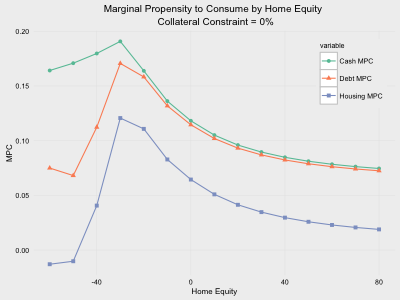 Marginal Propensity to Consume by Home Equity
Collateral Constraint = 0%
0.20
0.15
0.10
0.05
0.00
MPC
-40
0
40
80
Home Equity
variable
Cash MPC
Debt MPC
Housing MPC